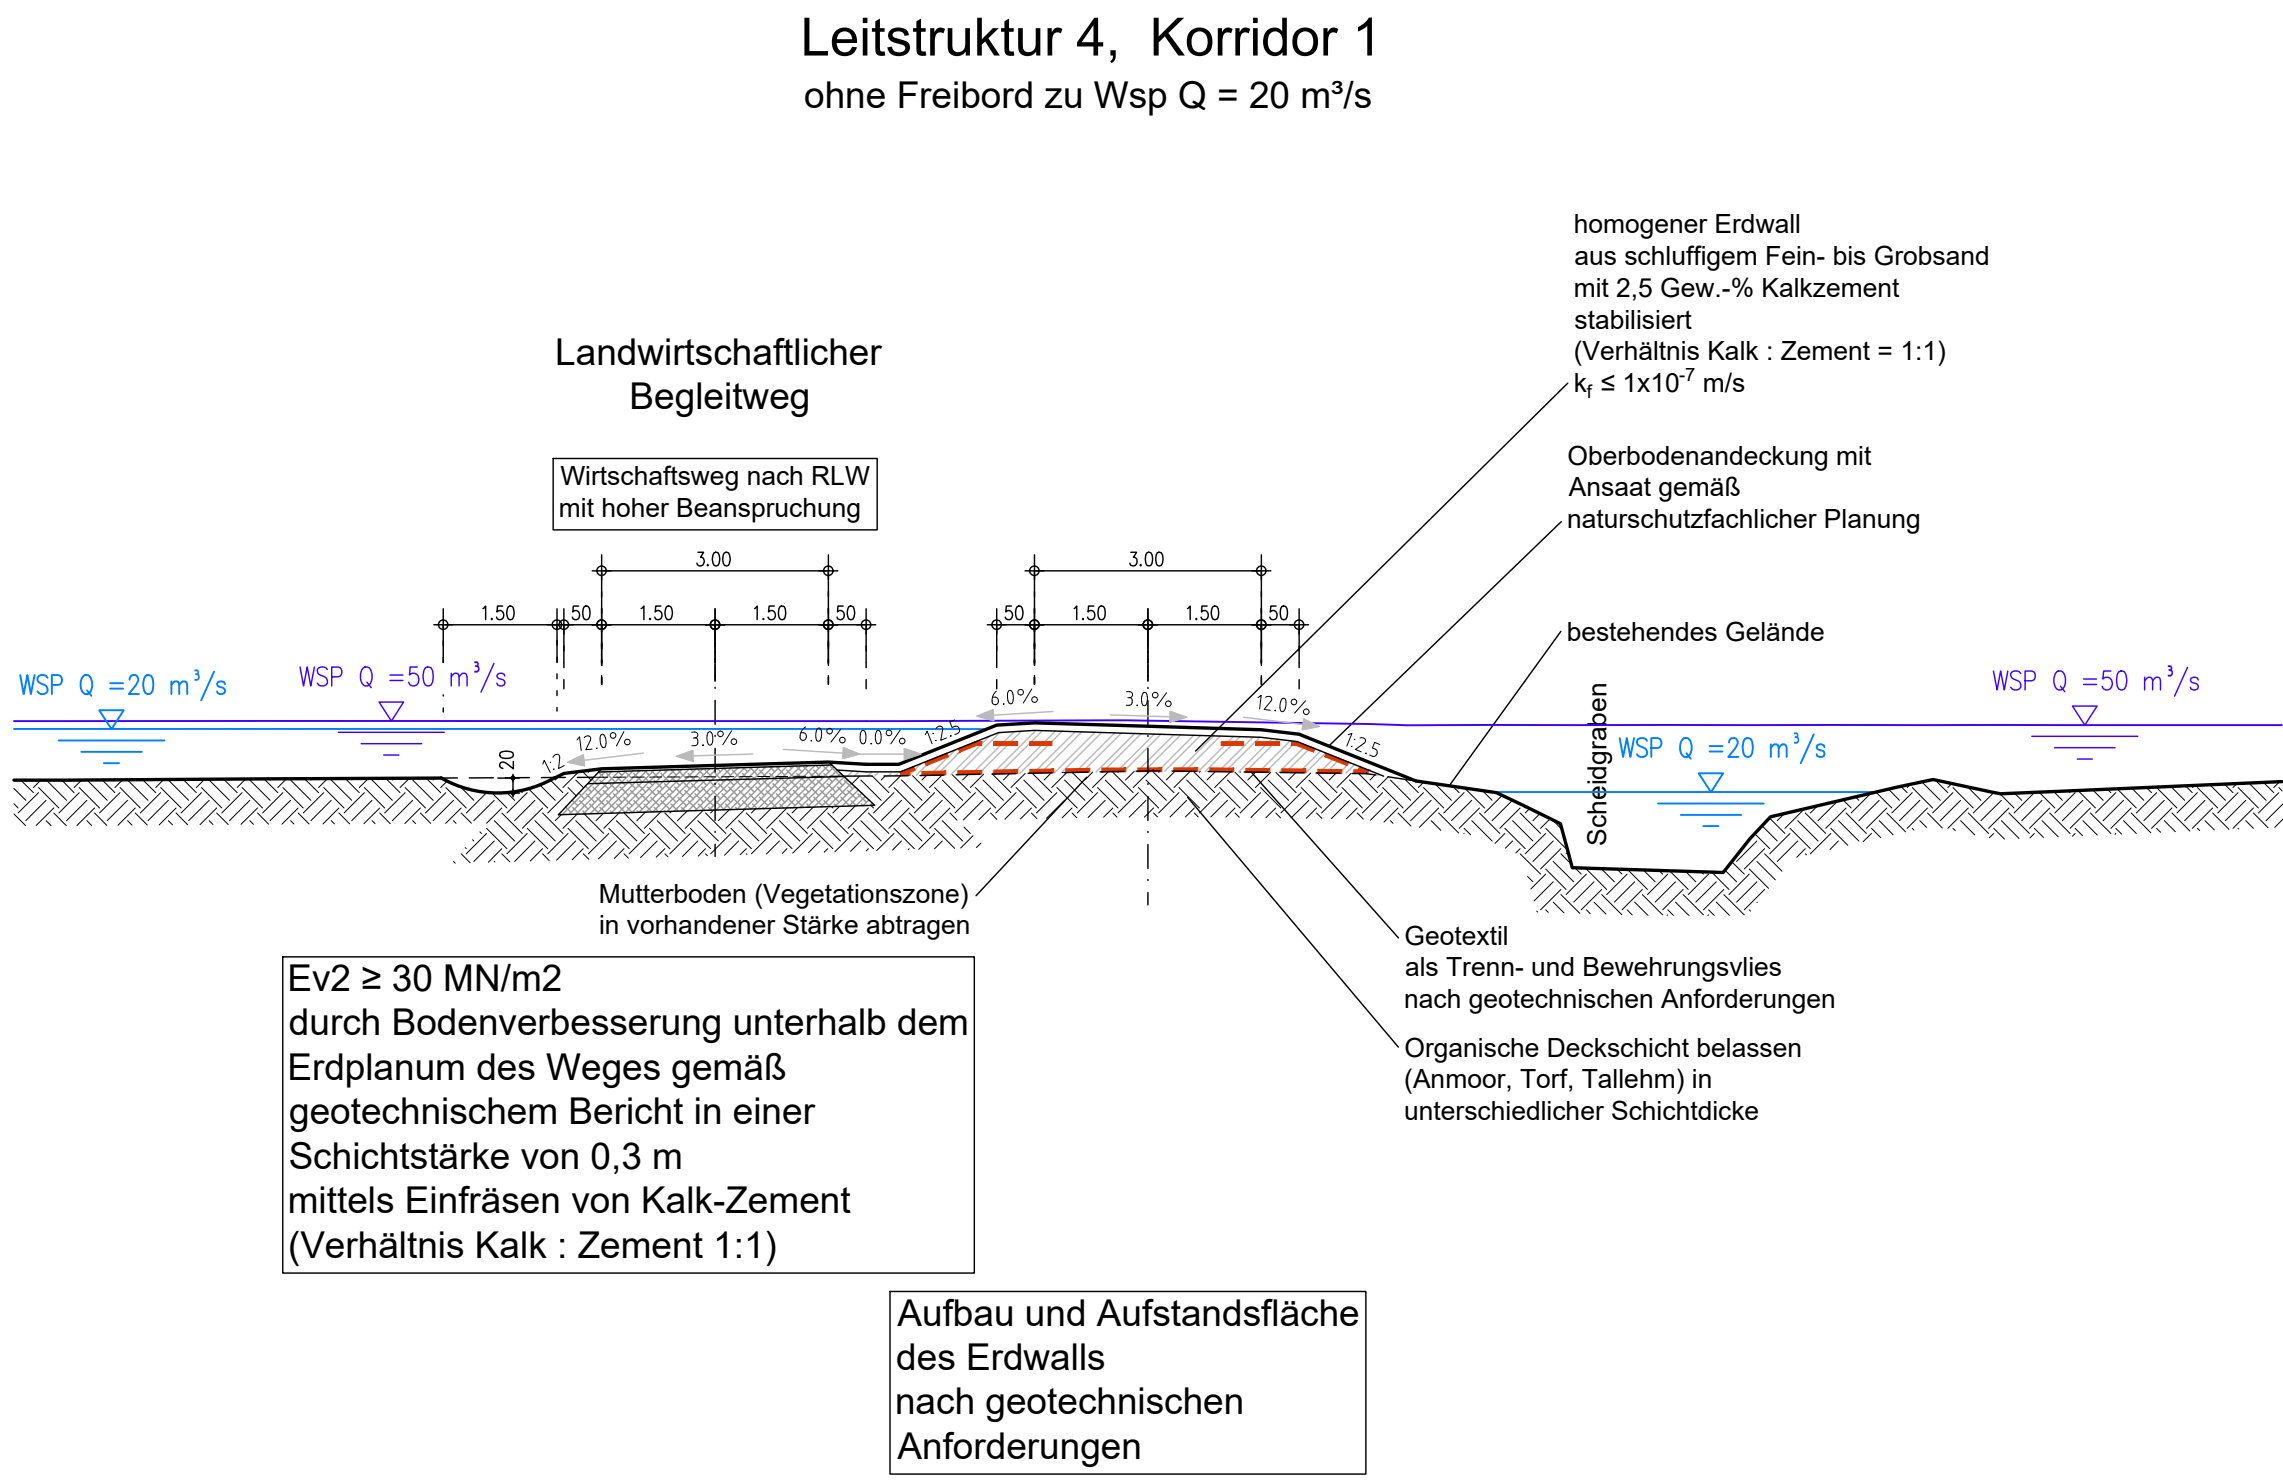 Leitstruktur 4, Korridor 1
ohne Freibord zu Wsp Q = 20 m³/s
homogener Erdwall
aus schluffigem Fein- bis Grobsand
mit 2,5 Gew.-% Kalkzement
stabilisiert
(Verhältnis Kalk : Zement = 1:1)
kf ≤ 1x10-7 m/s
Landwirtschaftlicher
Begleitweg
Wirtschaftsweg nach RLW
mit hoher Beanspruchung
Oberbodenandeckung mit
Ansaat gemäß
naturschutzfachlicher Planung
3.00
3.00
1.50 50 1.50 1.50 50
50 1.50 1.50 50
bestehendes Gelände
WSP Q =20 m³/s
WSP Q =50 m³/s
WSP Q =50 m³/s
WSP Q =20 m³/s
Scheidgraben
6.0% 3.0% 12.0%
20
1:2
12.0% 3.0% 6.0% 0.0%
1:2.5
1:2.5
Mutterboden (Vegetationszone)
in vorhandener Stärke abtragen
Geotextil
als Trenn- und Bewehrungsvlies
nach geotechnischen Anforderungen
Organische Deckschicht belassen
(Anmoor, Torf, Tallehm) in
unterschiedlicher Schichtdicke
Ev2 ≥ 30 MN/m2
durch Bodenverbesserung unterhalb dem
Erdplanum des Weges gemäß
geotechnischem Bericht in einer
Schichtstärke von 0,3 m
mittels Einfräsen von Kalk-Zement
(Verhältnis Kalk : Zement 1:1)
Aufbau und Aufstandsfläche
des Erdwalls
nach geotechnischen
Anforderungen